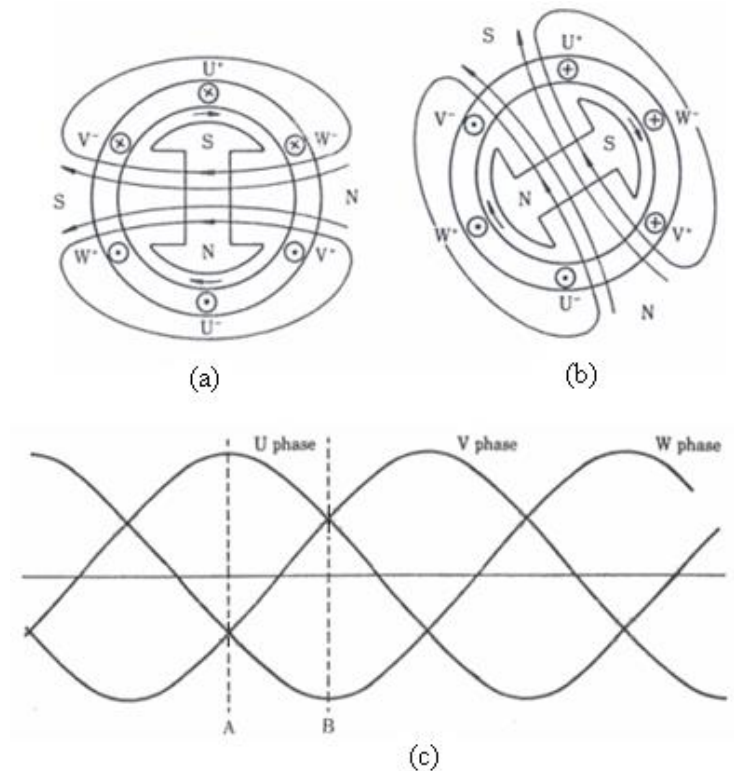 U⁺
V⁻
W⁻
S
S
N
N
W⁺
V⁺
U⁻
(a)
S
U⁺
V⁻
W⁻
S
N
W⁺
V⁺
U⁻
N
(b)
U phase
V phase
W phase
A
B
(c)